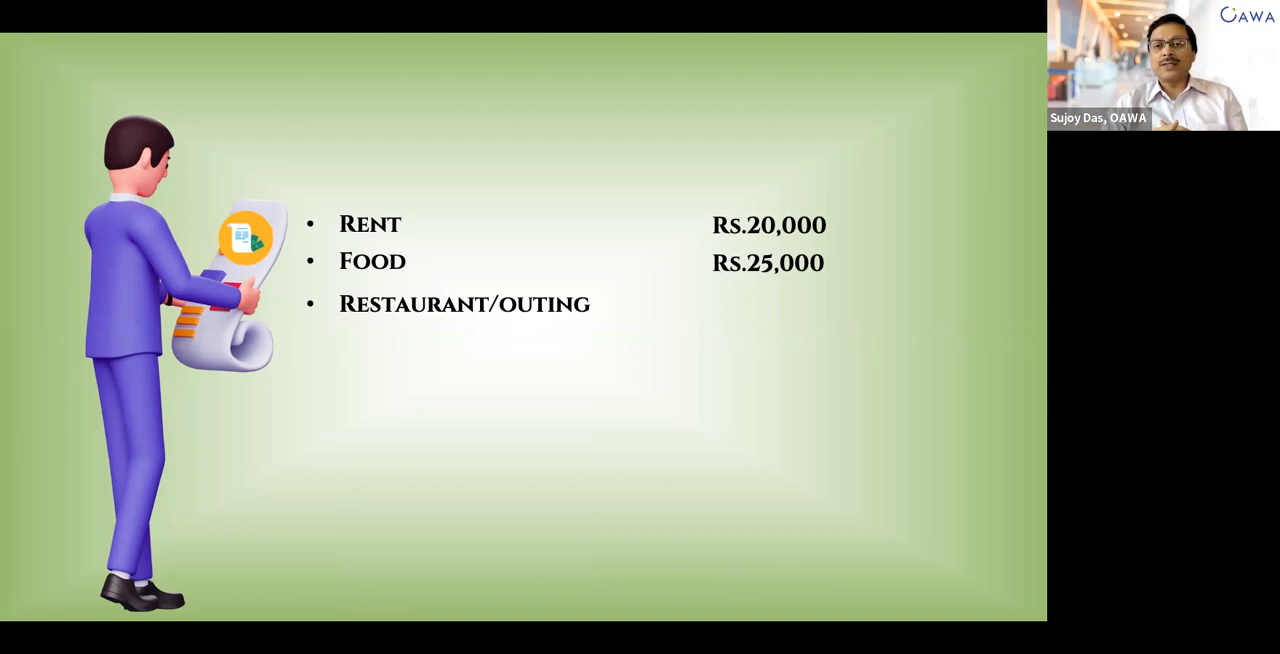 • Rent Rs.20,000
• Food Rs.25,000
• Restaurant/outing
OAWA
Sujoy Das, OAWA